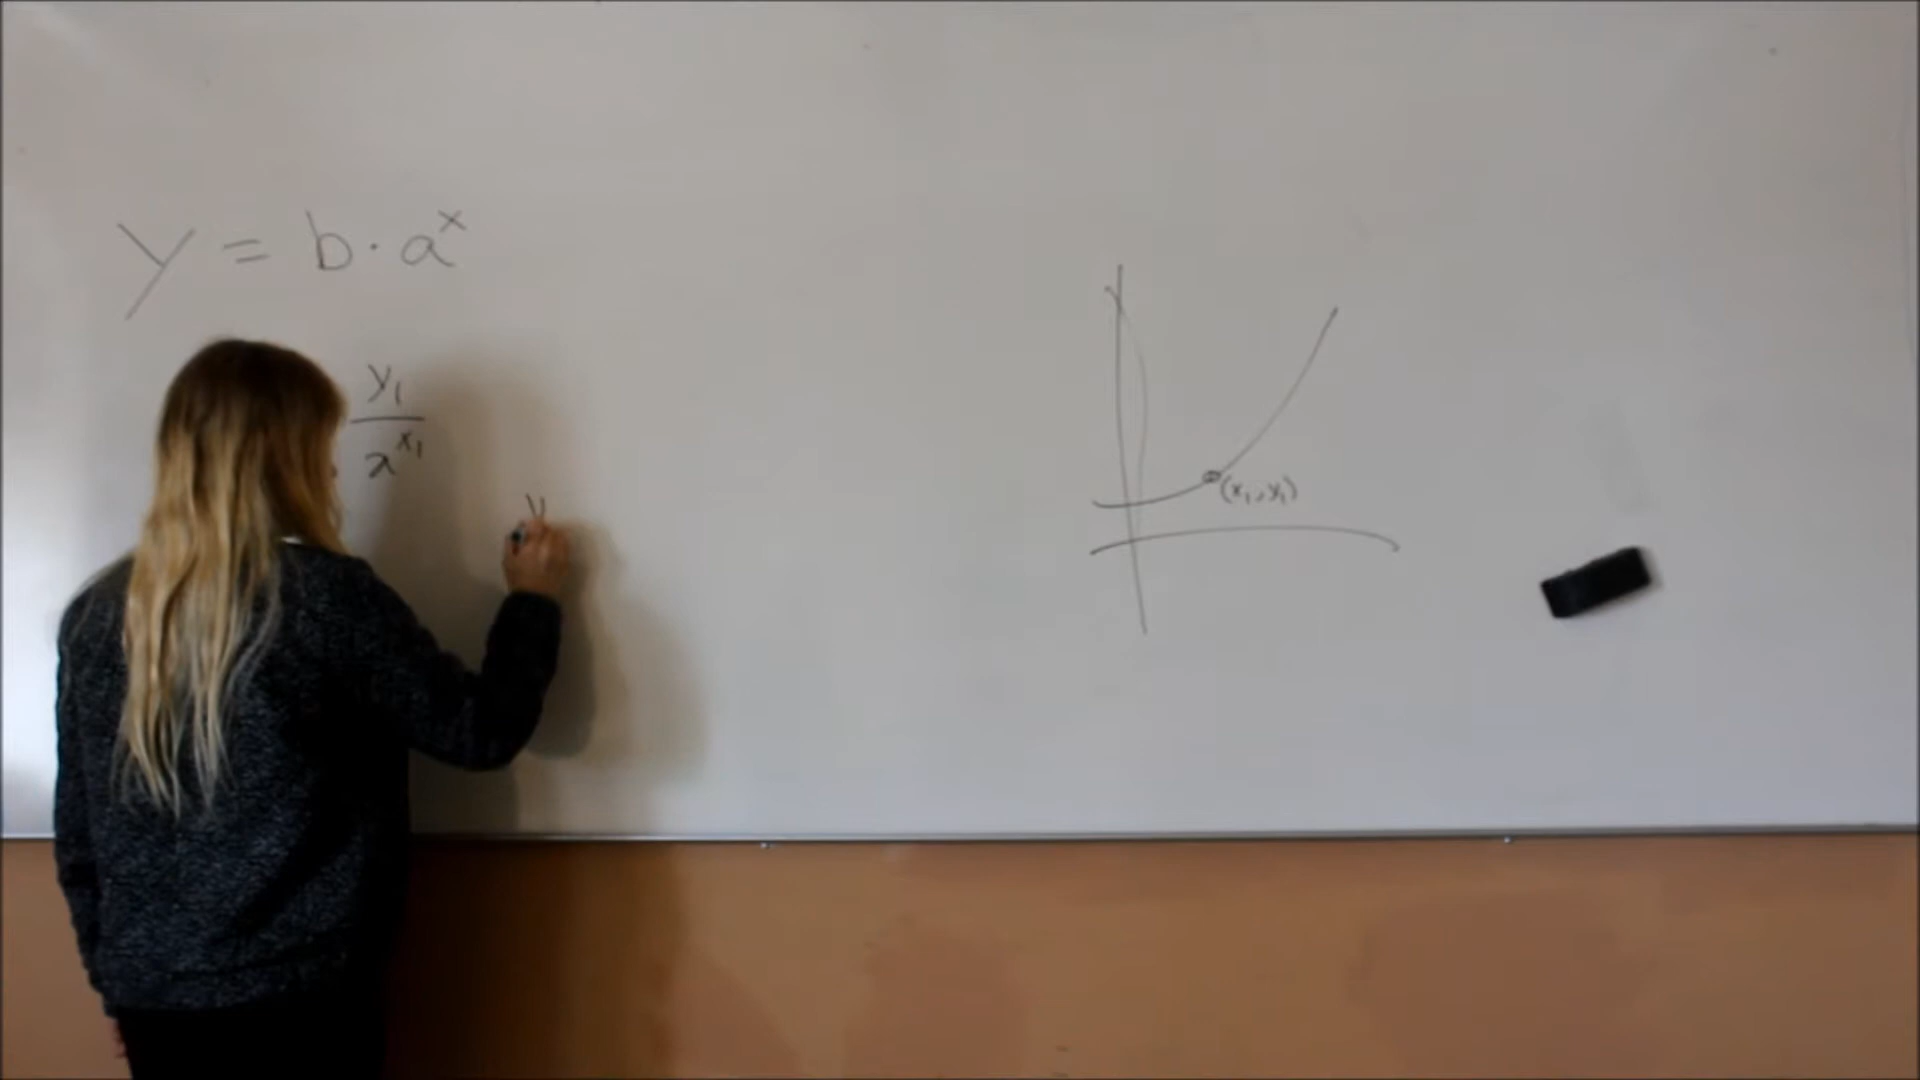 y = b · a^x
y₁
a^x₁
(x₁, y₁)